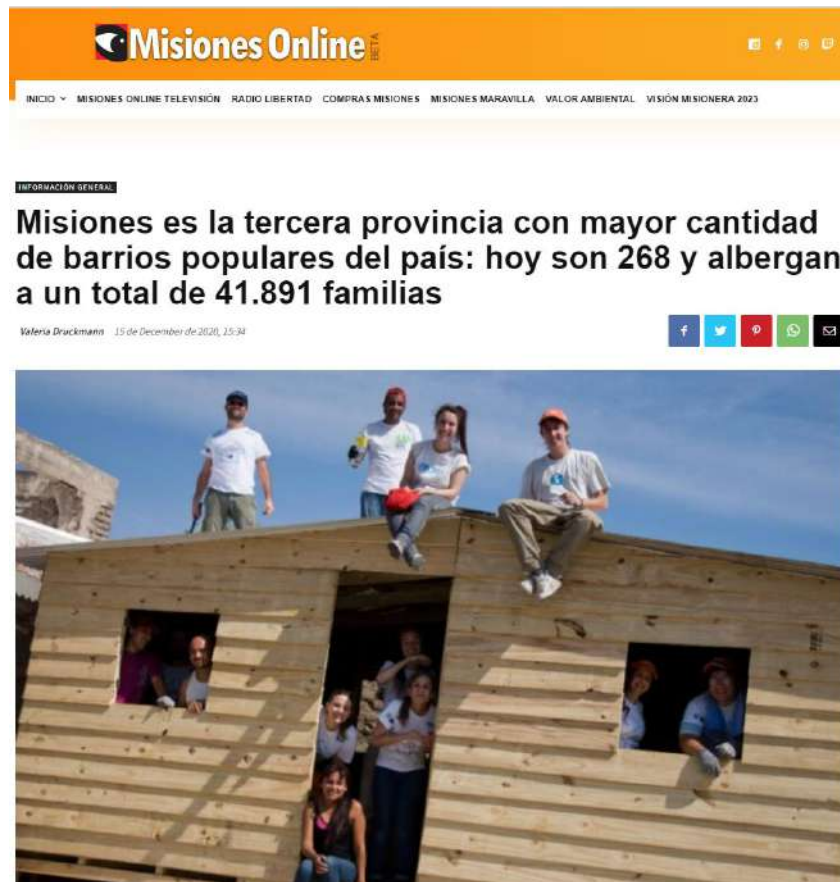 Misiones Online BETA
INICIO MISIONES ONLINE TELEVISIÓN RADIO LIBERTAD COMPRAS MISIONES MISIONES MARAVILLA VALOR AMBIENTAL VISIÓN MISIONERA 2023
INFORMACIÓN GENERAL
Misiones es la tercera provincia con mayor cantidad
de barrios populares del país: hoy son 268 y albergan
a un total de 41.891 familias
Valeria Druckmann 15 de December de 2020, 15:34